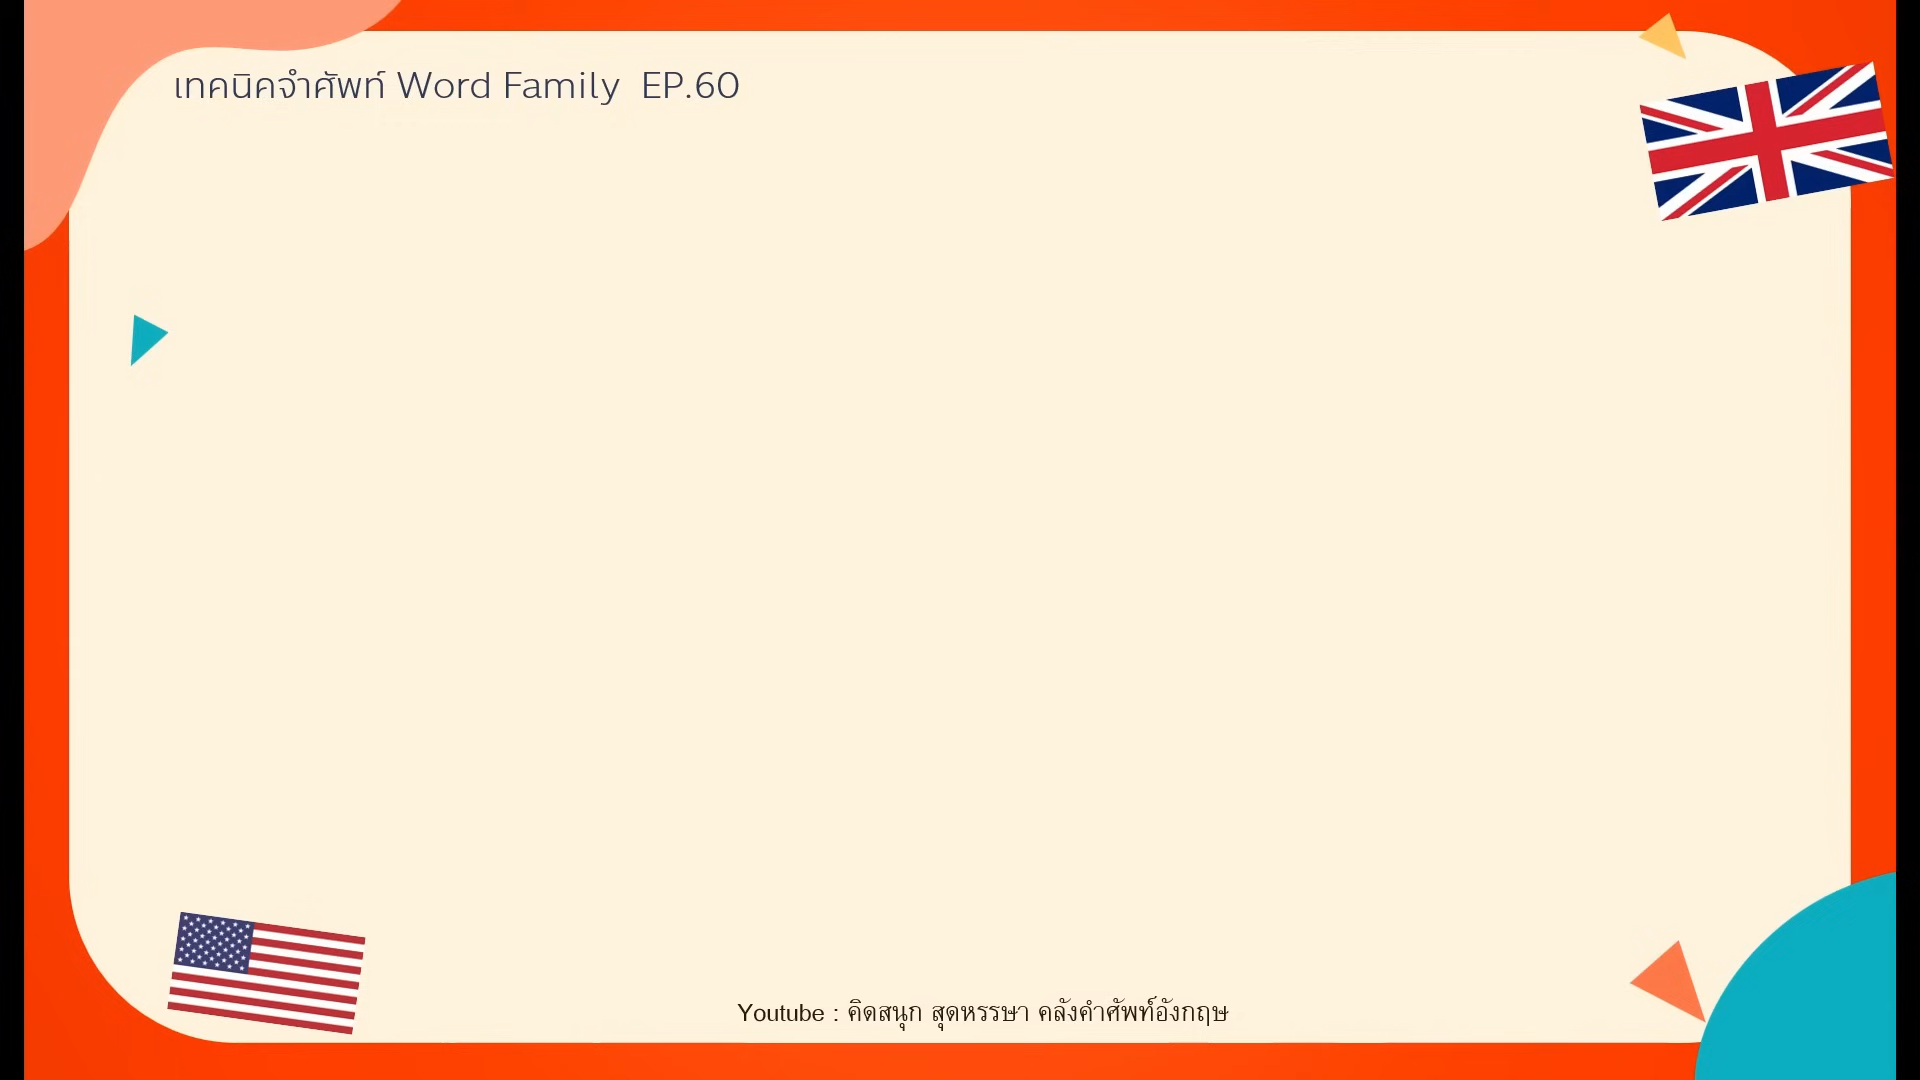 เทคนิคจำศัพท์ Word Family EP.60
Youtube : คิดสนุก สุดหรรษา คลังคำศัพท์อังกฤษ